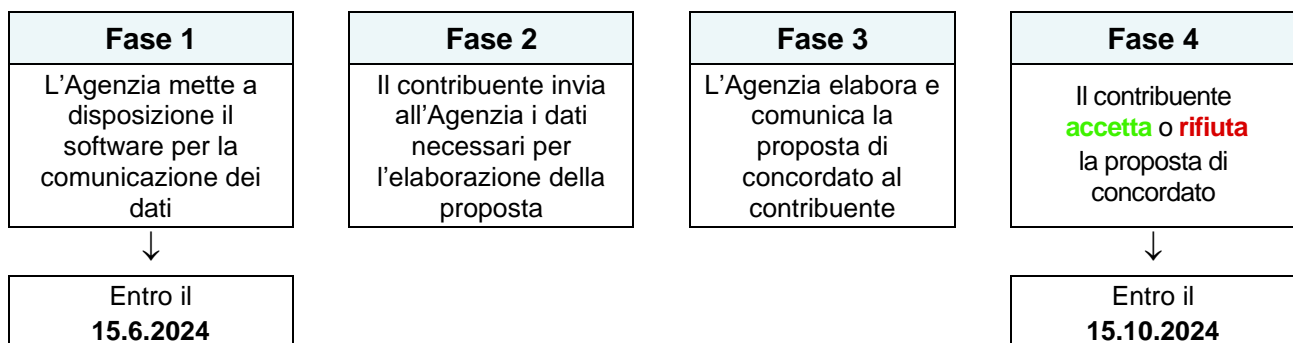 Fase 1
L'Agenzia mette a
disposizione il
software per la
comunicazione dei
dati
↓
Entro il
15.6.2024
Fase 2
Il contribuente invia
all'Agenzia i dati
necessari per
l'elaborazione della
proposta
Fase 3
L'Agenzia elabora e
comunica la
proposta di
concordato al
contribuente
Fase 4
Il contribuente
accetta o rifiuta
la proposta di
concordato
↓
Entro il
15.10.2024